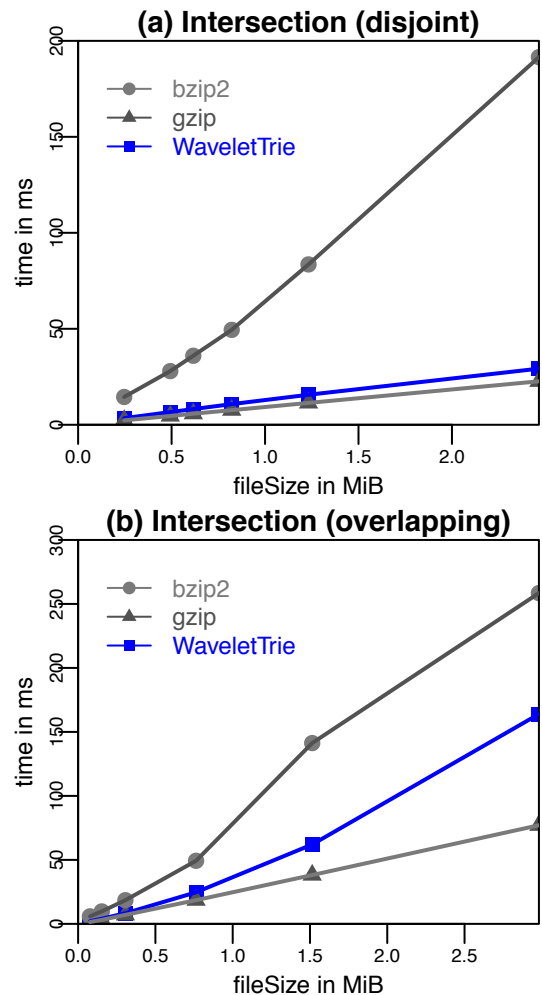 (a) Intersection (disjoint)
200
150
100
50
0
time in ms
bzip2
gzip
WaveletTrie
0.0 0.5 1.0 1.5 2.0
fileSize in MiB
(b) Intersection (overlapping)
300
250
200
150
100
50
0
time in ms
bzip2
gzip
WaveletTrie
0.0 0.5 1.0 1.5 2.0 2.5
fileSize in MiB